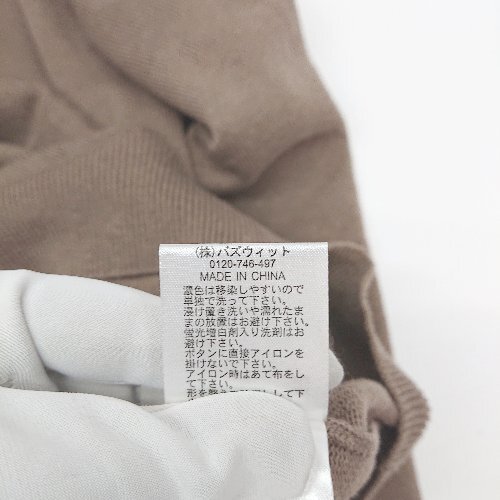 (株)バズウィット
0120-746-497
MADE IN CHINA
濃色は移染しやすいので
単独で洗って下さい。
浸け置き洗いや濡れたま
まの放置はお避け下さい。
蛍光増白剤入り洗剤はお
避け下さい。
ボタンに直接アイロンを
掛けないで下さい。
アイロン時はあて布をし
て下さい。
形を整えて